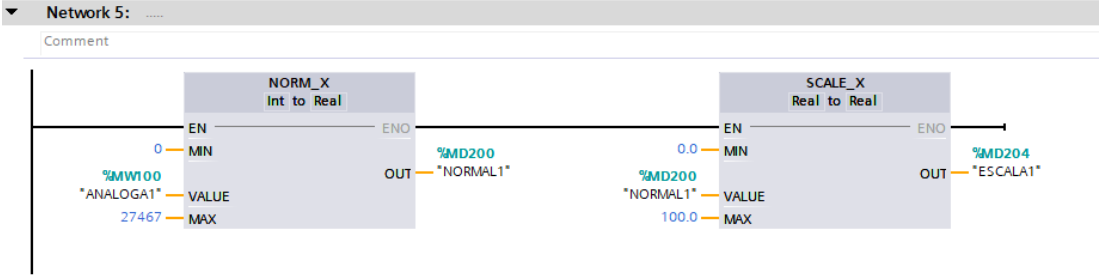 Network 5: .....
Comment
NORM_X
Int to Real
EN
ENO
0
MIN
%MW100
"ANALOGA1"
VALUE
27467
MAX
OUT
%MD200
"NORMAL1"
SCALE_X
Real to Real
EN
ENO
0.0
MIN
%MD200
"NORMAL1"
VALUE
100.0
MAX
OUT
%MD204
"ESCALA1"